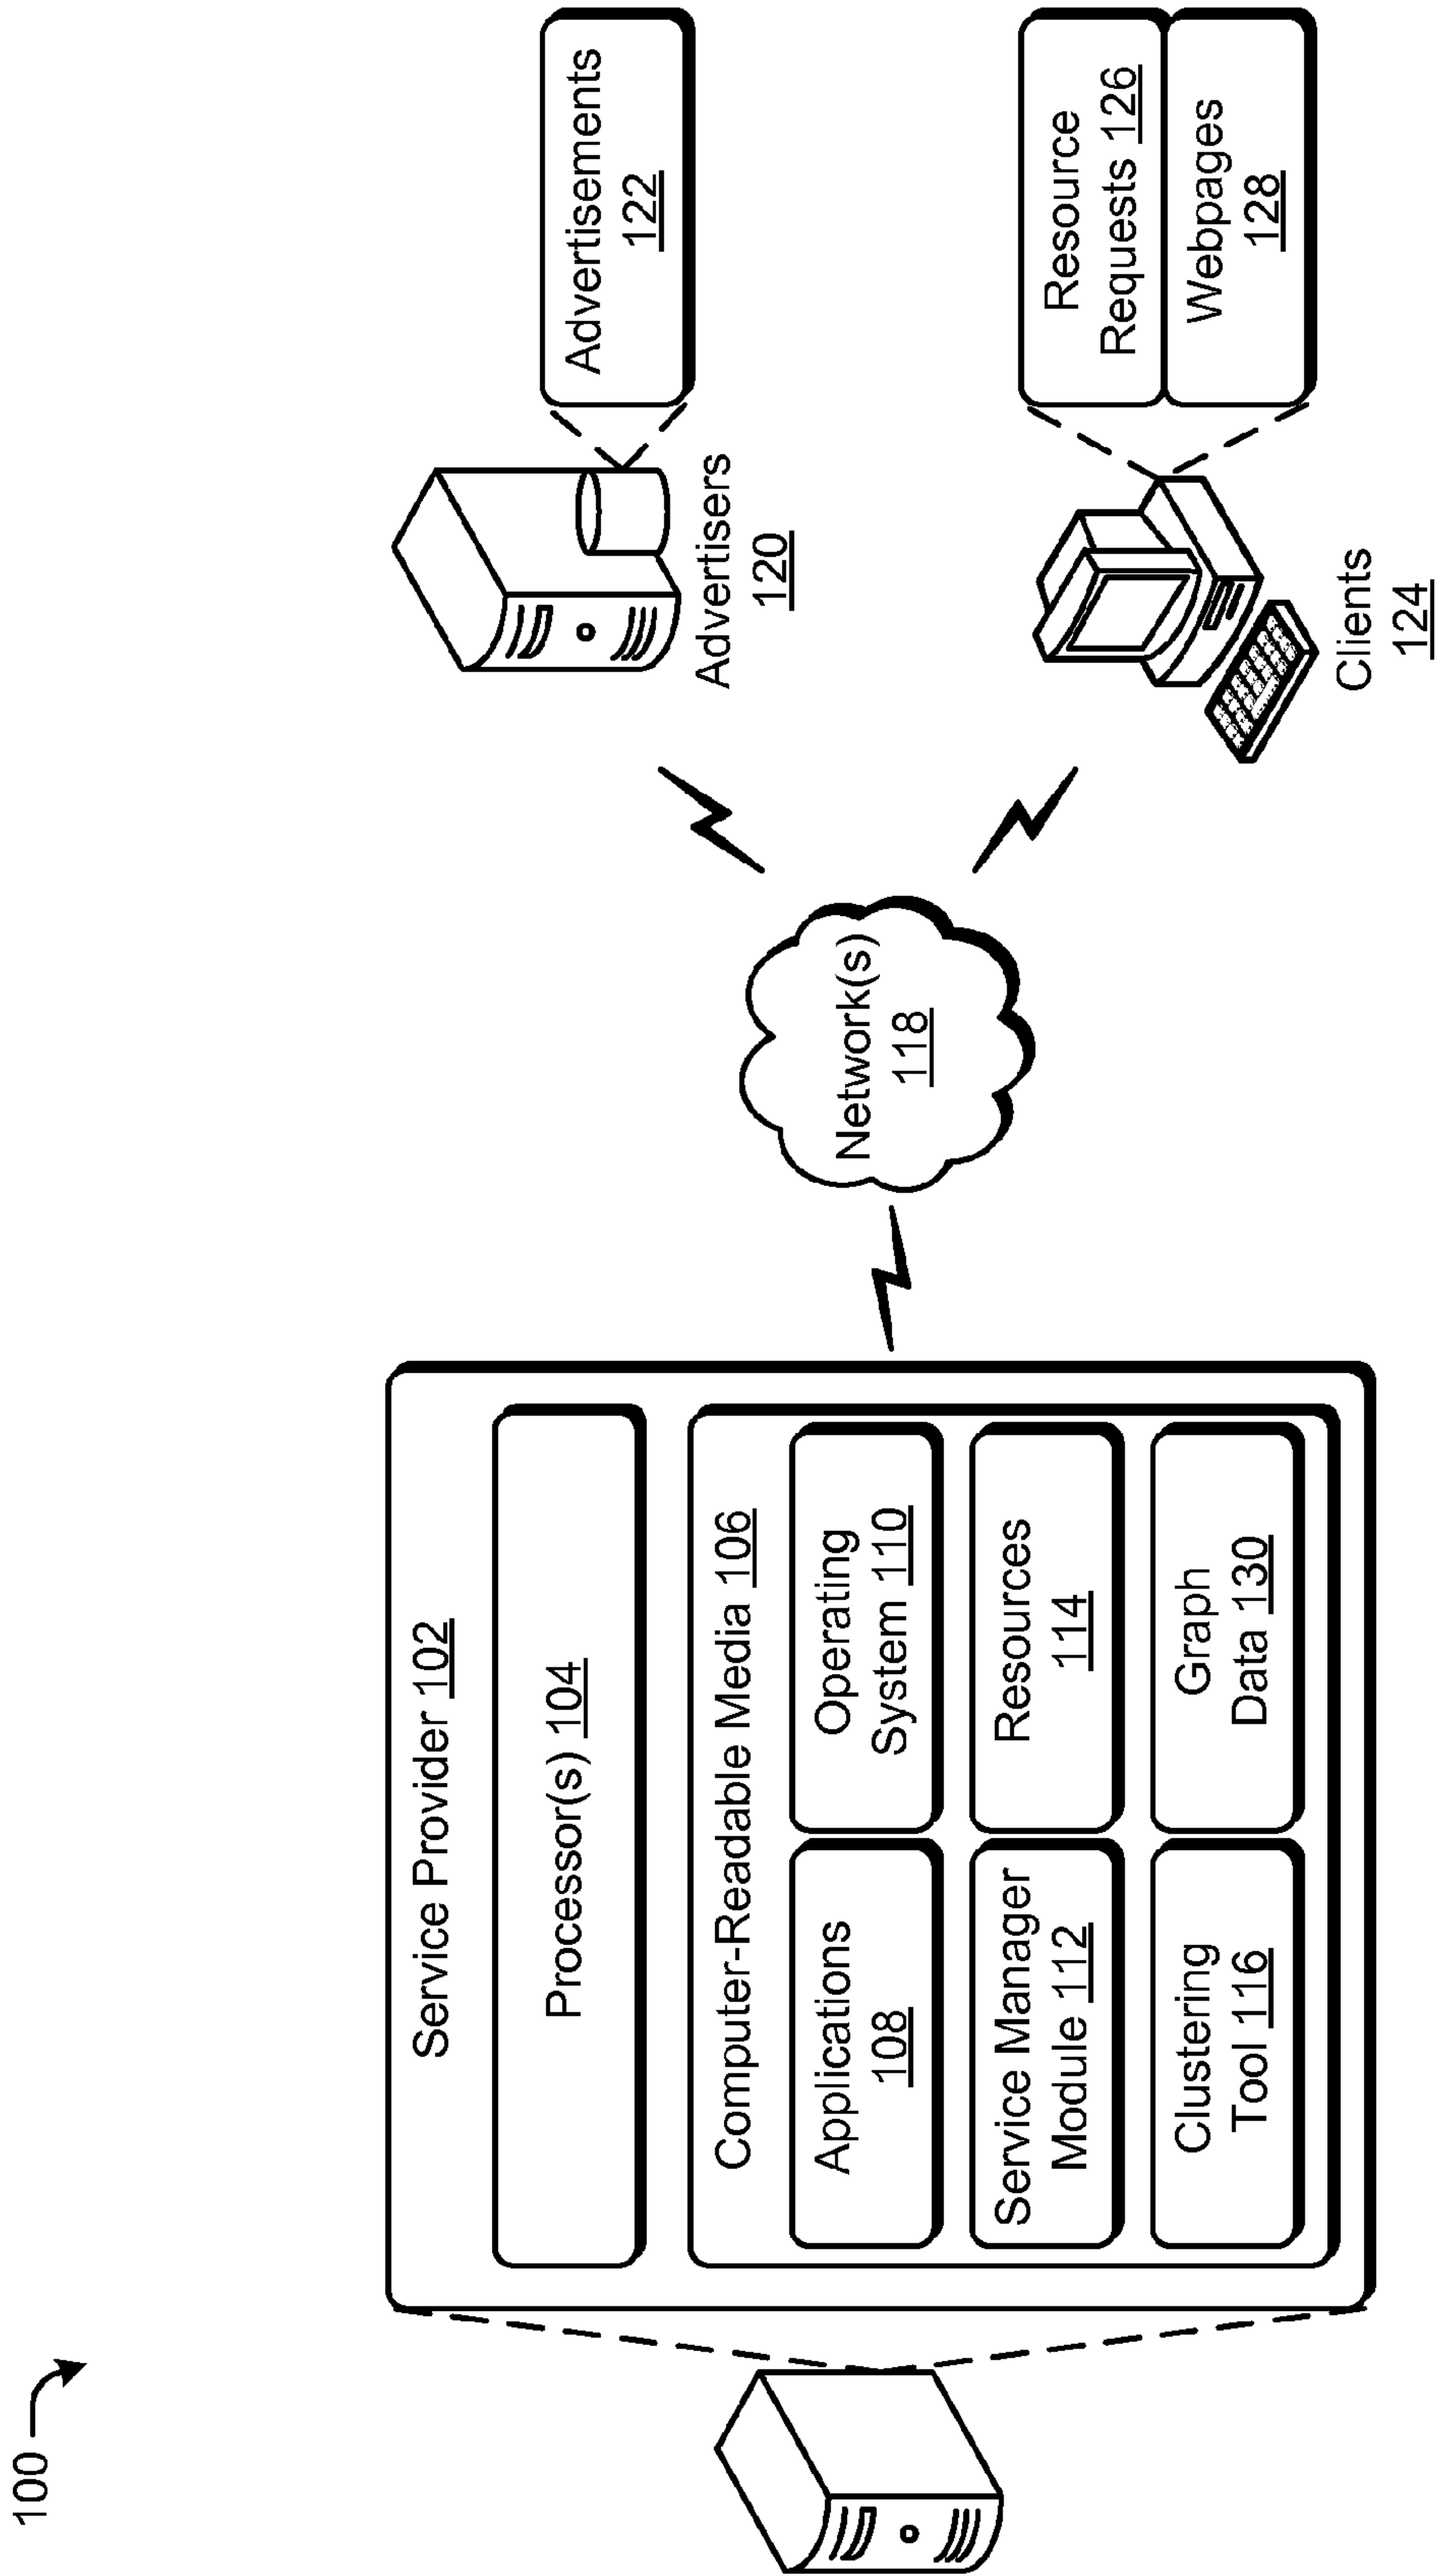 100
Service Provider 102
Processor(s) 104
Computer-Readable Media 106
Applications
108
Operating
System 110
Service Manager
Module 112
Resources
114
Clustering
Tool 116
Graph
Data 130
Network(s)
118
Advertisers
120
Advertisements
122
Clients
124
Resource
Requests 126
Webpages
128